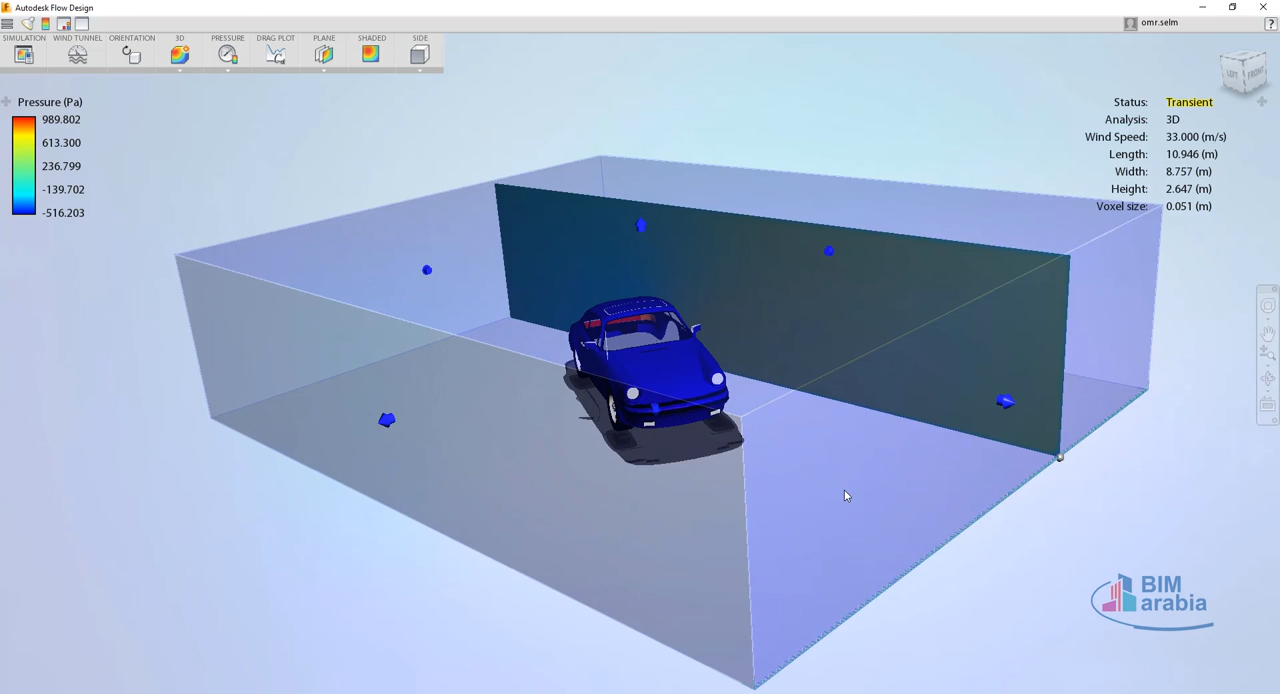 Autodesk Flow Design
omr.selm
?
SIMULATION WIND TUNNEL ORIENTATION 3D PRESSURE DRAG PLOT PLANE SHADED SIDE
Pressure (Pa)
989.802
613.300
236.799
-139.702
-516.203
LEFT FRONT
Status: Transient
Analysis: 3D
Wind Speed: 33.000 (m/s)
Length: 10.946 (m)
Width: 8.757 (m)
Height: 2.647 (m)
Voxel size: 0.051 (m)
BIM
arabia